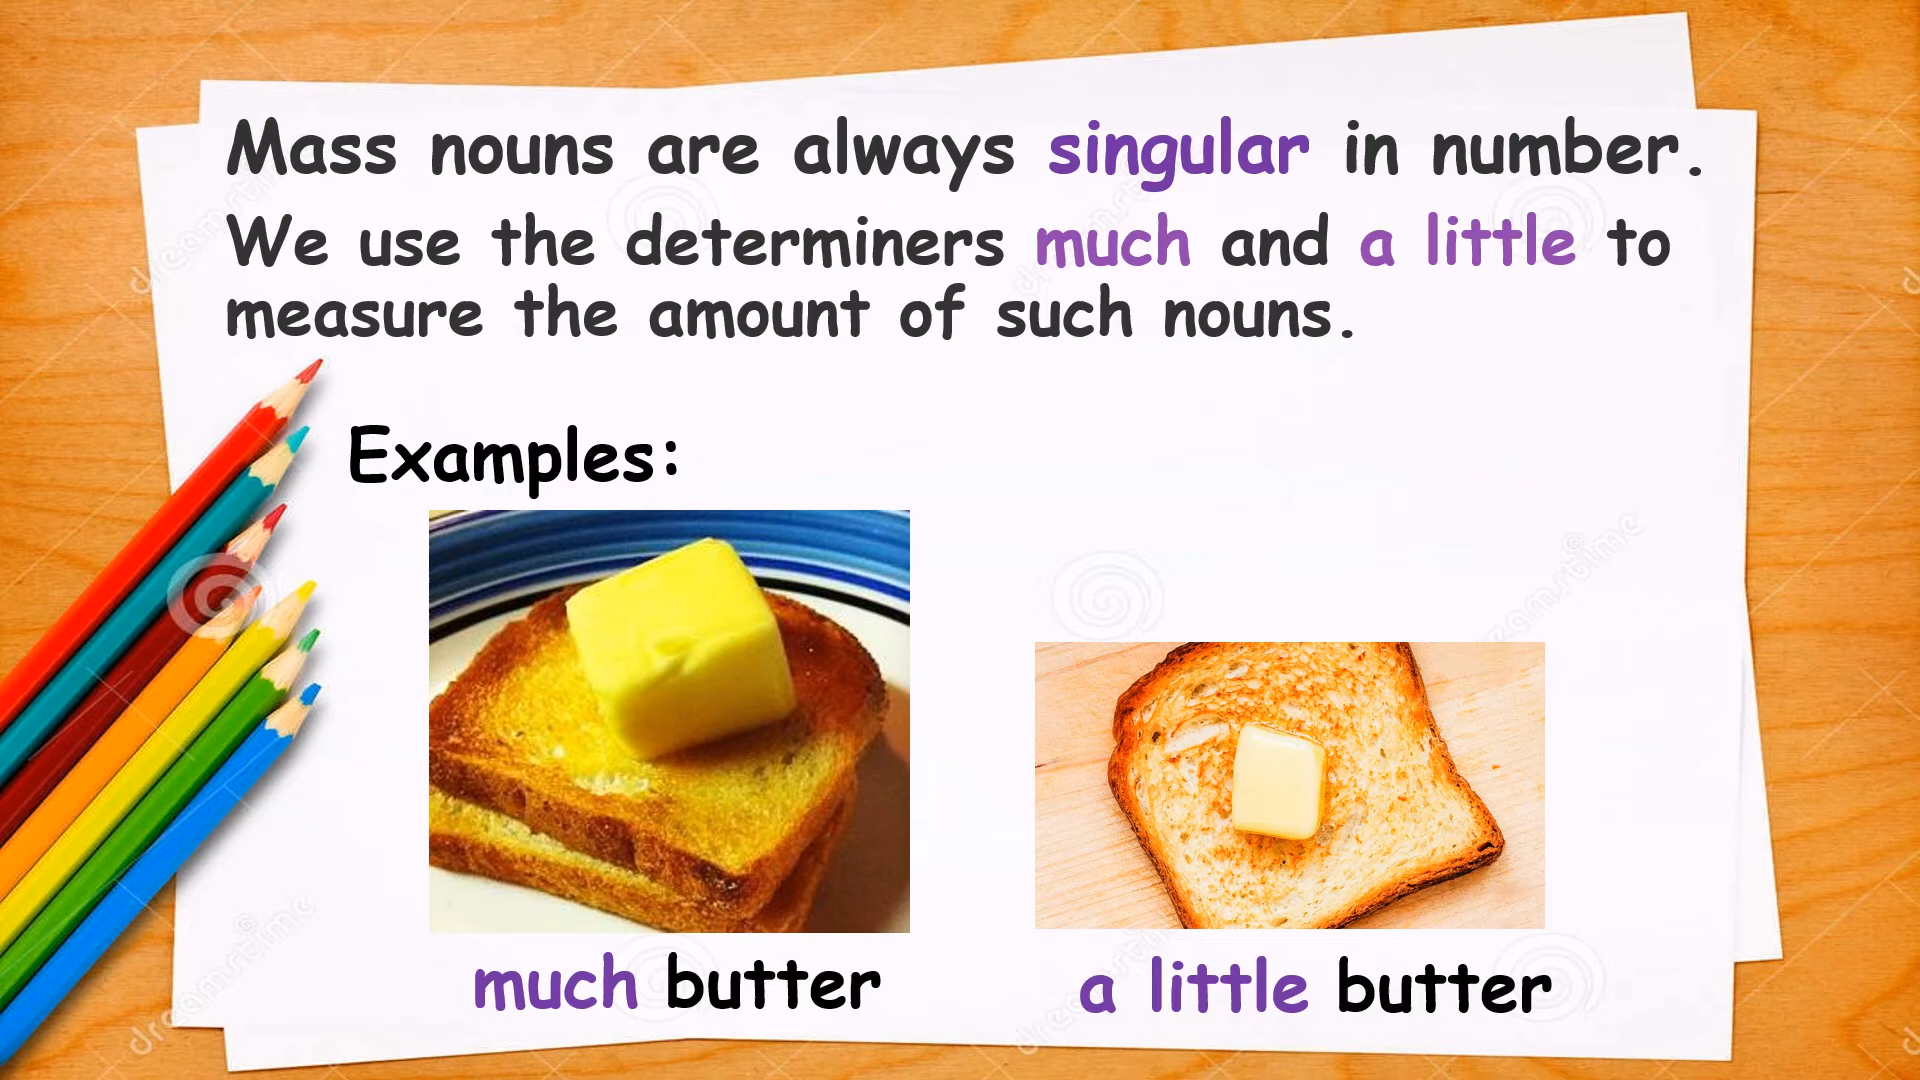 Mass nouns are always singular in number.
We use the determiners much and a little to
measure the amount of such nouns.
Examples:
much butter
a little butter
dreamstime